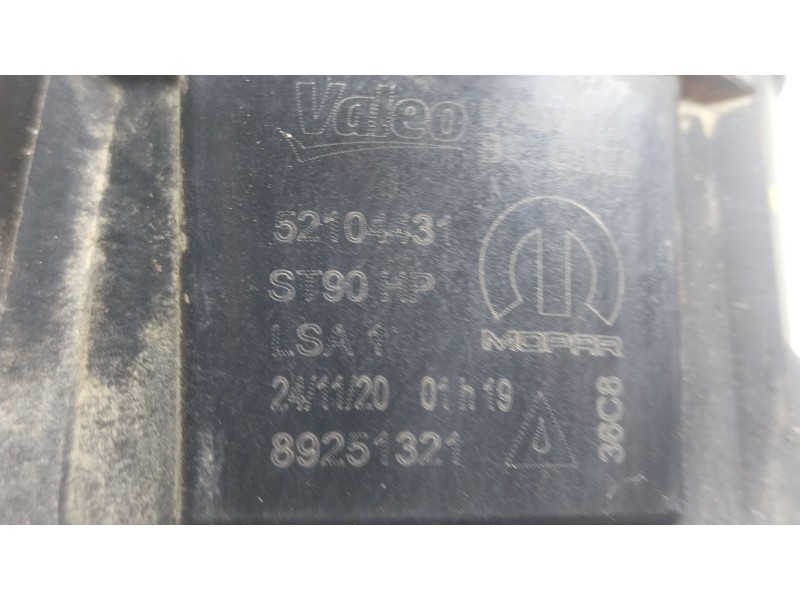 Valeo
52104431
ST90 HP
LSA 1
MOPAR
24/11/20 01 h 19
89251321
36C8